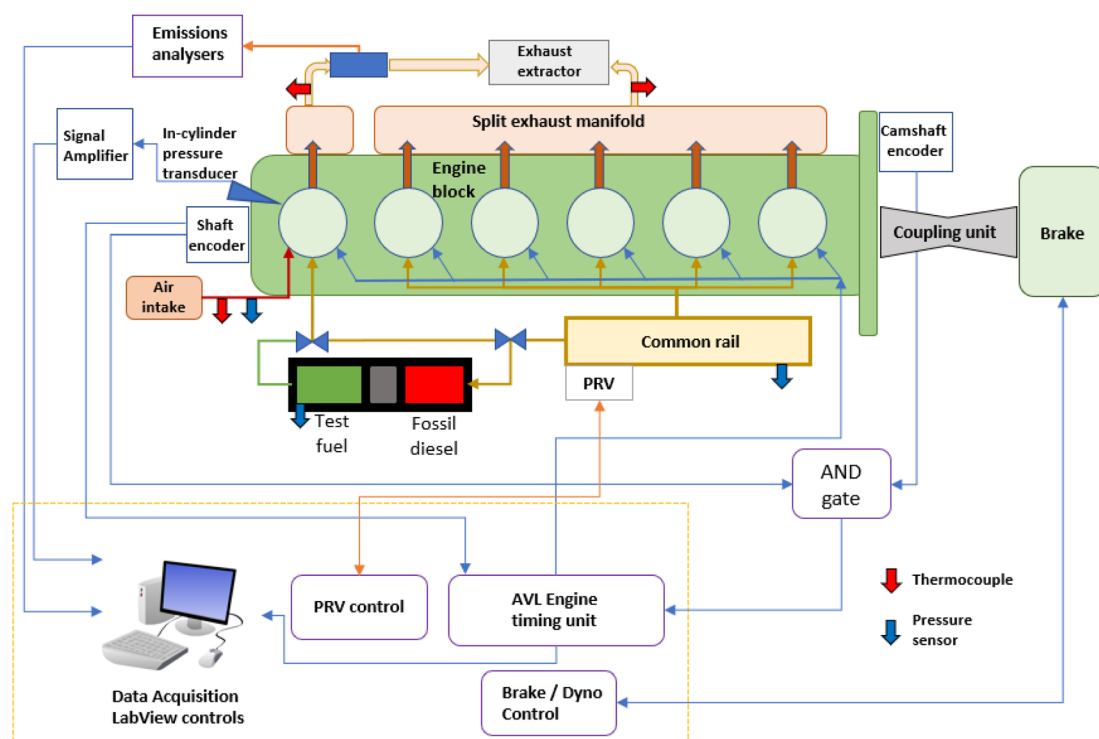 Emissions
analysers
Exhaust
extractor
Signal
Amplifier
In-cylinder
pressure
transducer
Split exhaust manifold
Camshaft
encoder
Engine
block
Shaft
encoder
Coupling unit
Brake
Air
intake
Common rail
PRV
Test
fuel
Fossil
diesel
AND
gate
PRV control
AVL Engine
timing unit
Thermocouple
Pressure
sensor
Data Acquisition
LabView controls
Brake / Dyno
Control